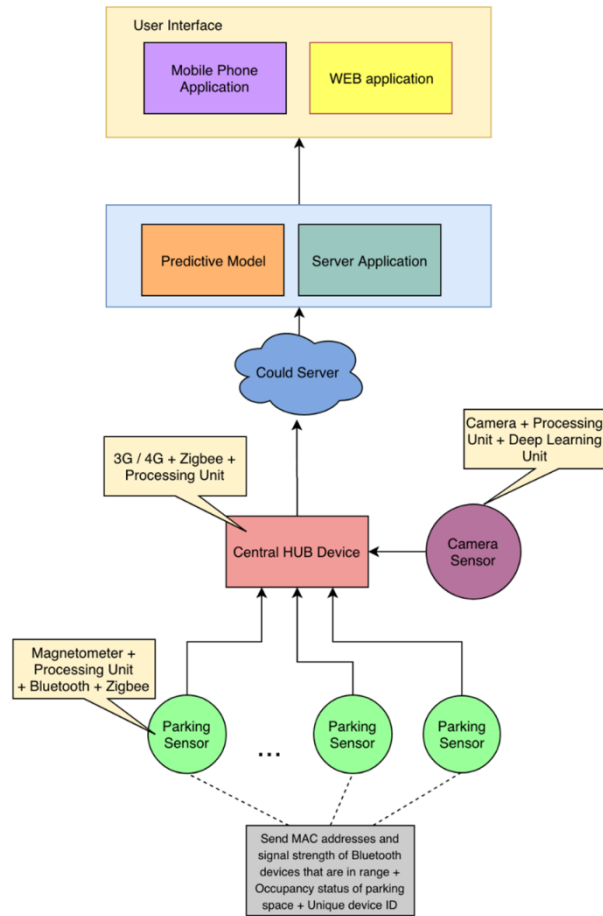 User Interface
Mobile Phone
Application
WEB application
Predictive Model
Server Application
Could Server
3G / 4G + Zigbee +
Processing Unit
Camera + Processing
Unit + Deep Learning
Unit
Central HUB Device
Camera
Sensor
Magnetometer +
Processing Unit
+ Bluetooth + Zigbee
Parking
Sensor
...
Parking
Sensor
Parking
Sensor
Send MAC addresses and
signal strength of Bluetooth
devices that are in range +
Occupancy status of parking
space + Unique device ID